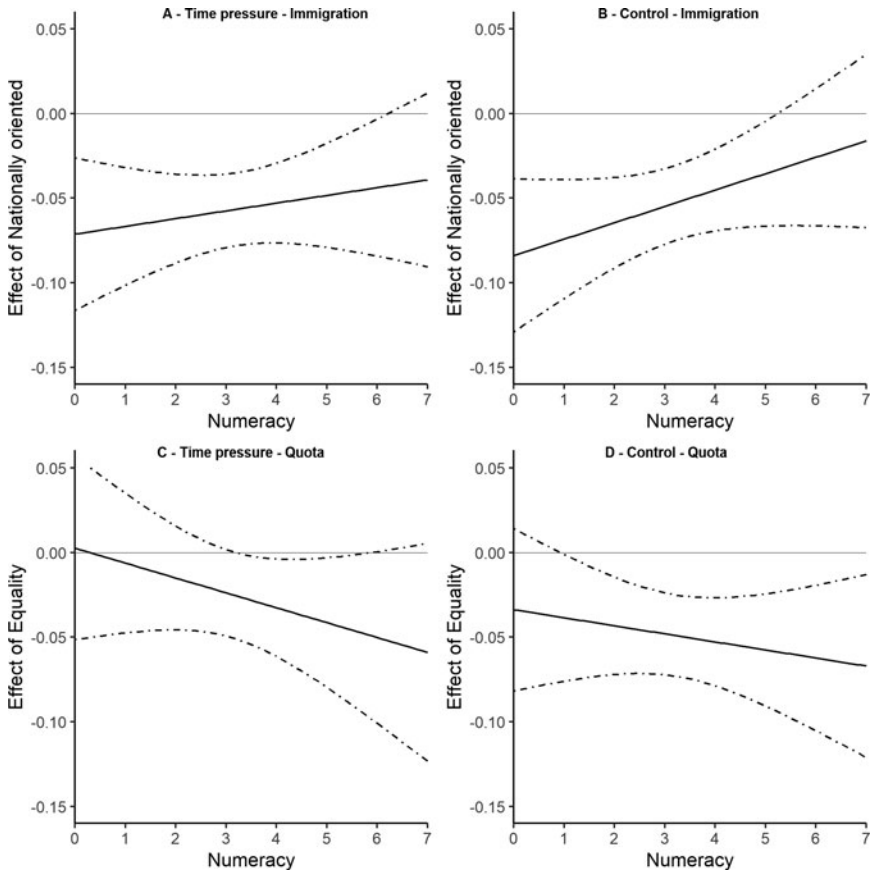 A - Time pressure - Immigration
Effect of Nationally oriented
0.05
0.00
-0.05
-0.10
-0.15
0 1 2 3 4 5 6 7
Numeracy
B - Control - Immigration
Effect of Nationally oriented
0.05
0.00
-0.05
-0.10
-0.15
0 1 2 3 4 5 6 7
Numeracy
C - Time pressure - Quota
Effect of Equality
0.05
0.00
-0.05
-0.10
-0.15
0 1 2 3 4 5 6 7
Numeracy
D - Control - Quota
Effect of Equality
0.05
0.00
-0.05
-0.10
-0.15
0 1 2 3 4 5 6 7
Numeracy